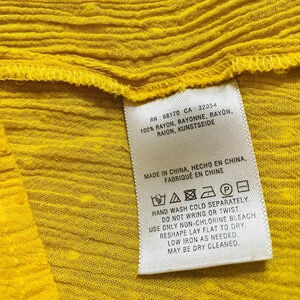 RN : 66170 CA : 32054
100% RAYON, RAYONNE, RAYÓN,
RAION, KUNSTSEIDE
MADE IN CHINA, HECHO EN CHINA,
FABRIQUÉ EN CHINE
HAND WASH COLD SEPARATELY.
DO NOT WRING OR TWIST.
USE ONLY NON-CHLORINE BLEACH.
RESHAPE LAY FLAT TO DRY.
LOW IRON AS NEEDED.
MAY BE DRY CLEANED.